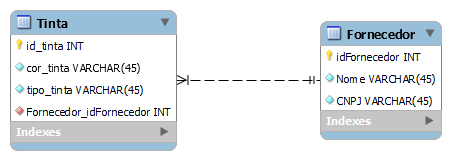 Tinta
id_tinta INT
cor_tinta VARCHAR(45)
tipo_tinta VARCHAR(45)
Fornecedor_idFornecedor INT
Indexes
Fornecedor
idFornecedor INT
Nome VARCHAR(45)
CNPJ VARCHAR(45)
Indexes